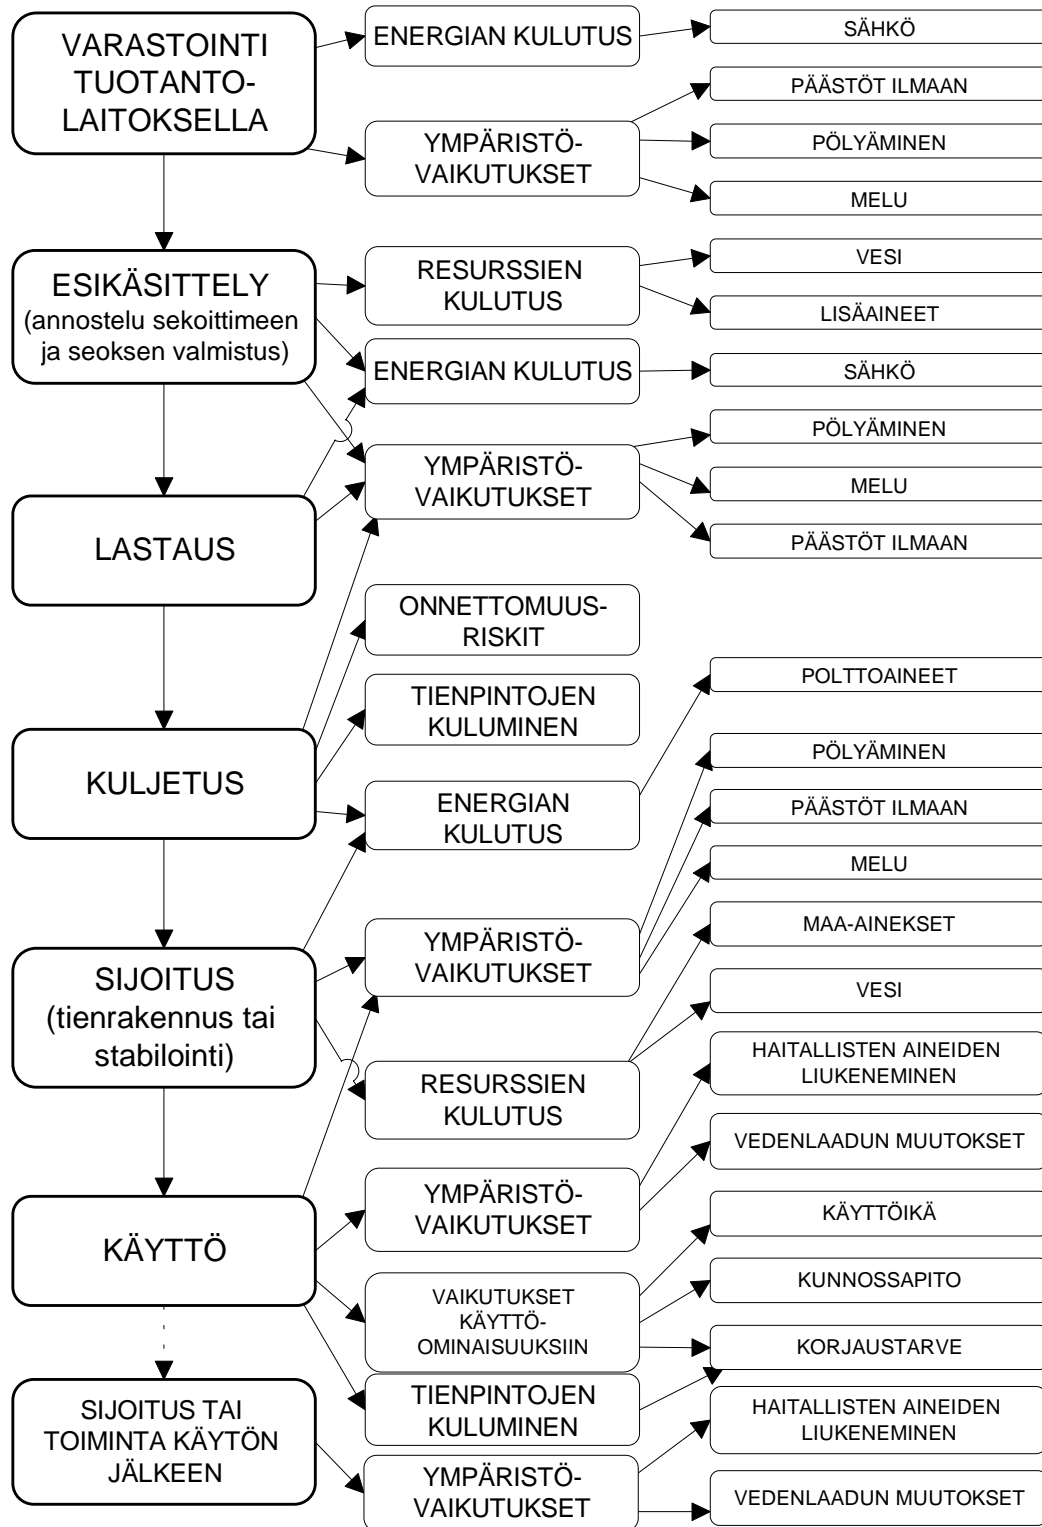 VARASTOINTI
TUOTANTO-
LAITOKSELLA
ENERGIAN KULUTUS
SÄHKÖ
PÄÄSTÖT ILMAAN
YMPÄRISTÖ-
VAIKUTUKSET
PÖLYÄMINEN
MELU
ESIKÄSITTELY
(annostelu sekoittimeen
ja seoksen valmistus)
RESURSSIEN
KULUTUS
VESI
LISÄAINEET
ENERGIAN KULUTUS
SÄHKÖ
YMPÄRISTÖ-
VAIKUTUKSET
PÖLYÄMINEN
MELU
PÄÄSTÖT ILMAAN
LASTAUS
ONNETTOMUUS-
RISKIT
TIENPINTOJEN
KULUMINEN
POLTTOAINEET
KULJETUS
ENERGIAN
KULUTUS
PÖLYÄMINEN
PÄÄSTÖT ILMAAN
MELU
SIJOITUS
(tienrakennus tai
stabilointi)
YMPÄRISTÖ-
VAIKUTUKSET
MAA-AINEKSET
VESI
RESURSSIEN
KULUTUS
HAITALLISTEN AINEIDEN
LIUKENEMINEN
VEDENLAADUN MUUTOKSET
KÄYTTÖ
YMPÄRISTÖ-
VAIKUTUKSET
KÄYTTÖIKÄ
KUNNOSSAPITO
VAIKUTUKSET
KÄYTTÖ-
OMINAISUUKSIIN
KORJAUSTARVE
TIENPINTOJEN
KULUMINEN
SIJOITUS TAI
TOIMINTA KÄYTÖN
JÄLKEEN
HAITALLISTEN AINEIDEN
LIUKENEMINEN
YMPÄRISTÖ-
VAIKUTUKSET
VEDENLAADUN MUUTOKSET